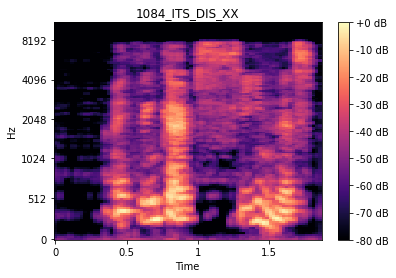 1084_ITS_DIS_XX
8192
4096
2048
1024
512
0
Hz
0
0.5
1
1.5
Time
+0 dB
-10 dB
-20 dB
-30 dB
-40 dB
-50 dB
-60 dB
-70 dB
-80 dB